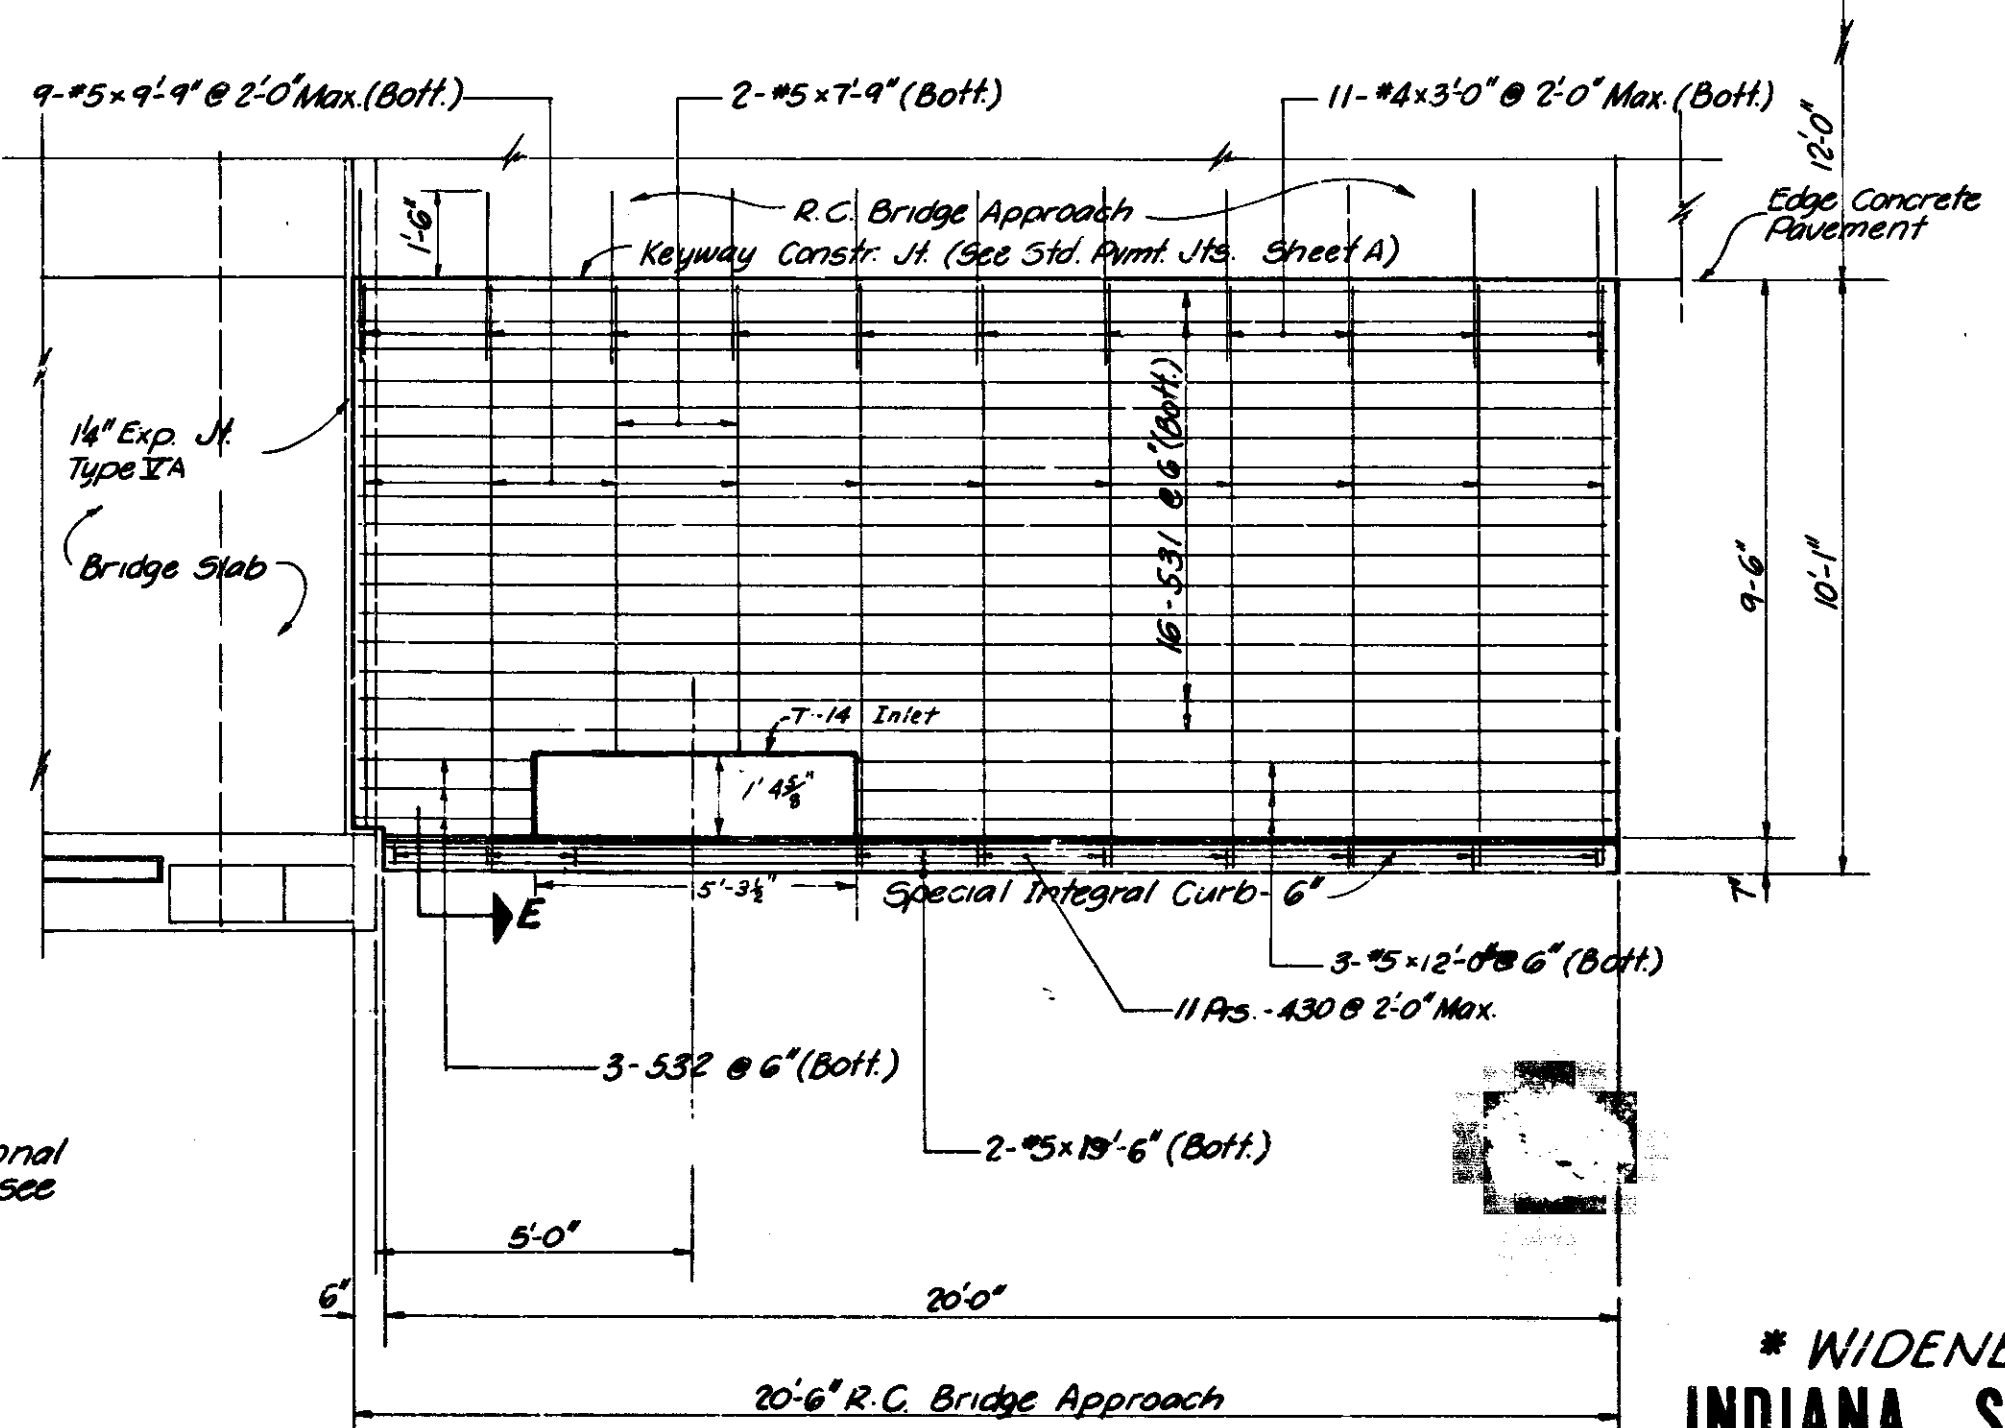 9-#5×9'-9" @ 2'-0" Max.(Bott.)
2-#5×7'-9" (Bott.)
11-#4×3'-0" @ 2'-0" Max. (Bott.)
12'-0"
1'-6"
R.C. Bridge Approach
Keyway Constr. Jt. (See Std. Pvmt. Jts. Sheet A)
Edge Concrete
Pavement
1¼" Exp. Jt.
Type V A
Bridge Slab
16-531 @ 6" (Bott.)
9'-6"
10'-1"
T-14 Inlet
1' 4⅝"
5'-3½"
Special Integral Curb-6"
7"
E
3-#5×12'-0" @ 6" (Bott.)
11 Prs.-430 @ 2'-0" Max.
3-532 @ 6" (Bott.)
2-#5×19'-6" (Bott.)
onal
see
5'-0"
6"
20'-0"
20'-6" R.C. Bridge Approach
* WIDENE
INDIANA S